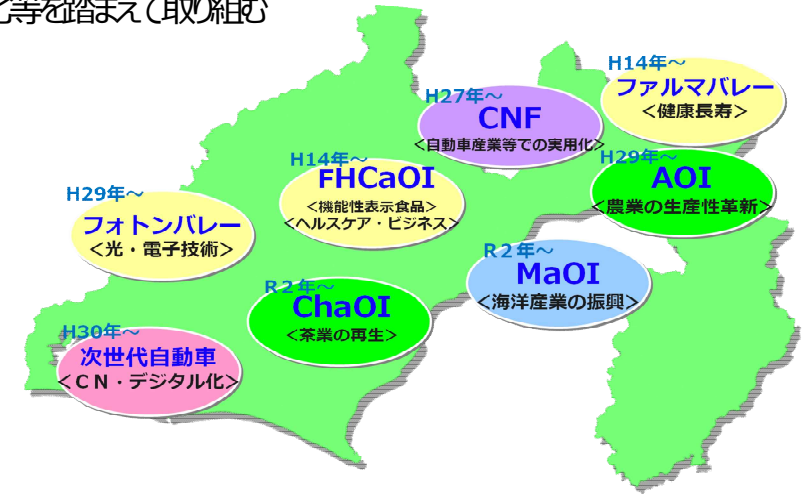 等を踏まえて取り組む
H14年～
ファルマバレー
＜健康長寿＞
H27年～
CNF
＜自動車産業等での実用化＞
H14年～
FHCaOI
＜機能性表示食品＞
＜ヘルスケア・ビジネス＞
H29年～
AOI
＜農業の生産性革新＞
H29年～
フォトンバレー
＜光・電子技術＞
R２年～
MaOI
＜海洋産業の振興＞
R２年～
ChaOI
＜茶業の再生＞
H30年～
次世代自動車
＜ＣＮ・デジタル化＞